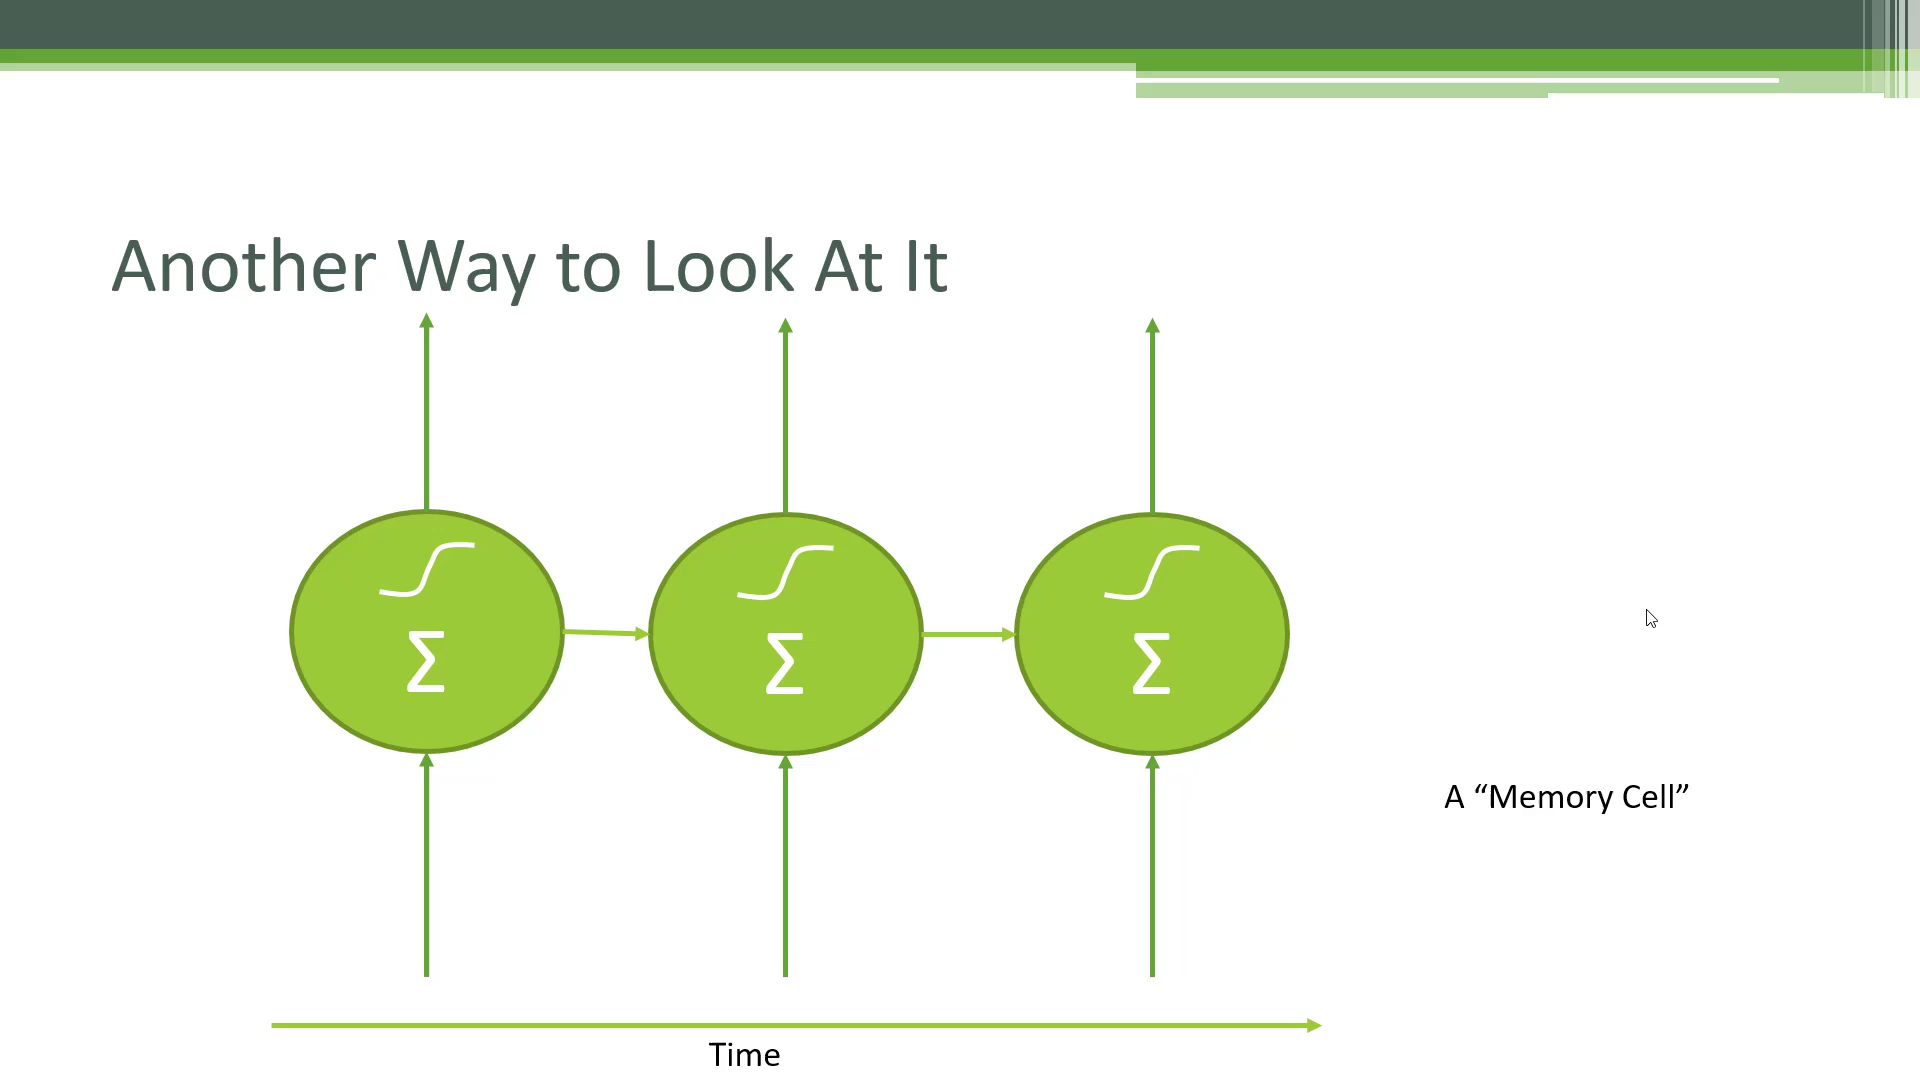 Another Way to Look At It
Σ Σ Σ
A “Memory Cell”
Time